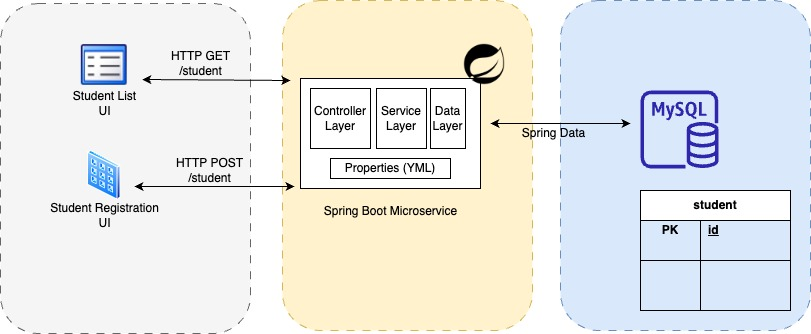 HTTP GET
/student
Student List
UI
HTTP POST
/student
Student Registration
UI
Controller
Layer
Service
Layer
Data
Layer
Properties (YML)
Spring Boot Microservice
Spring Data
MySQL
student
PK id